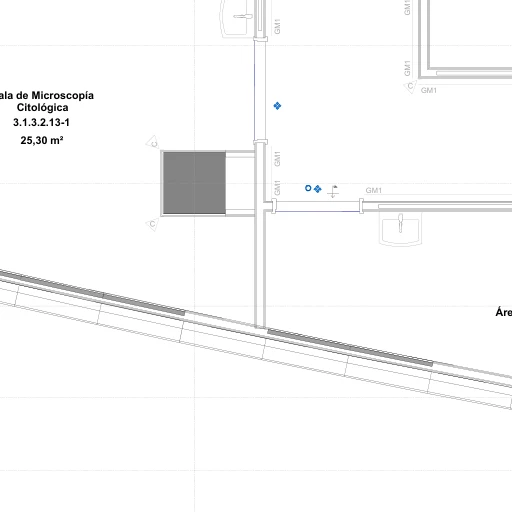 GM1
GM1
GM1
C
GM1
ala de Microscopía
Citológica
3.1.3.2.13-1
25,30 m²
C
GM1
GM1
GM1
C
Áre